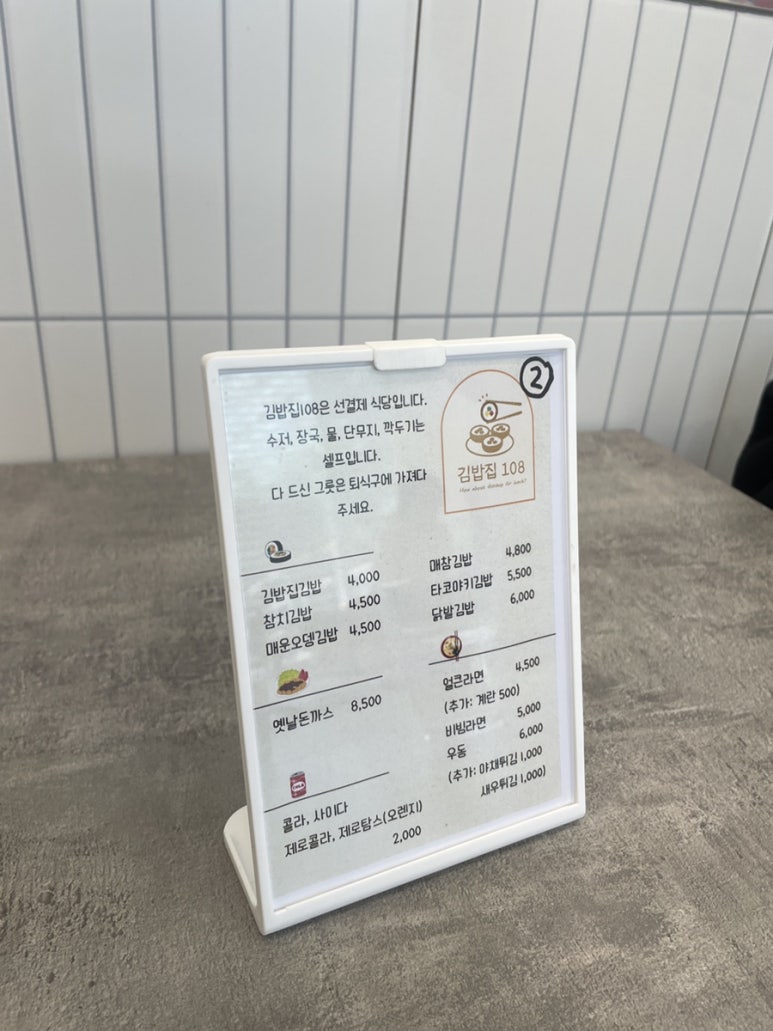 김밥집108은 선결제 식당입니다.
수저, 장국, 물, 단무지, 깍두기는
셀프입니다.
다 드신 그릇은 퇴식구에 가져다
주세요.
2
김밥집 108
How about Gimbap for lunch?
김밥집김밥 4,000
참치김밥 4,500
매운오뎅김밥 4,500
매참김밥 4,800
타코야키김밥 5,500
닭발김밥 6,000
옛날돈까스 8,500
얼큰라면 4,500
(추가: 계란 500)
비빔라면 5,000
우동 6,000
(추가: 야채튀김 1,000
새우튀김 1,000)
콜라, 사이다
제로콜라, 제로탐스(오렌지)
2,000